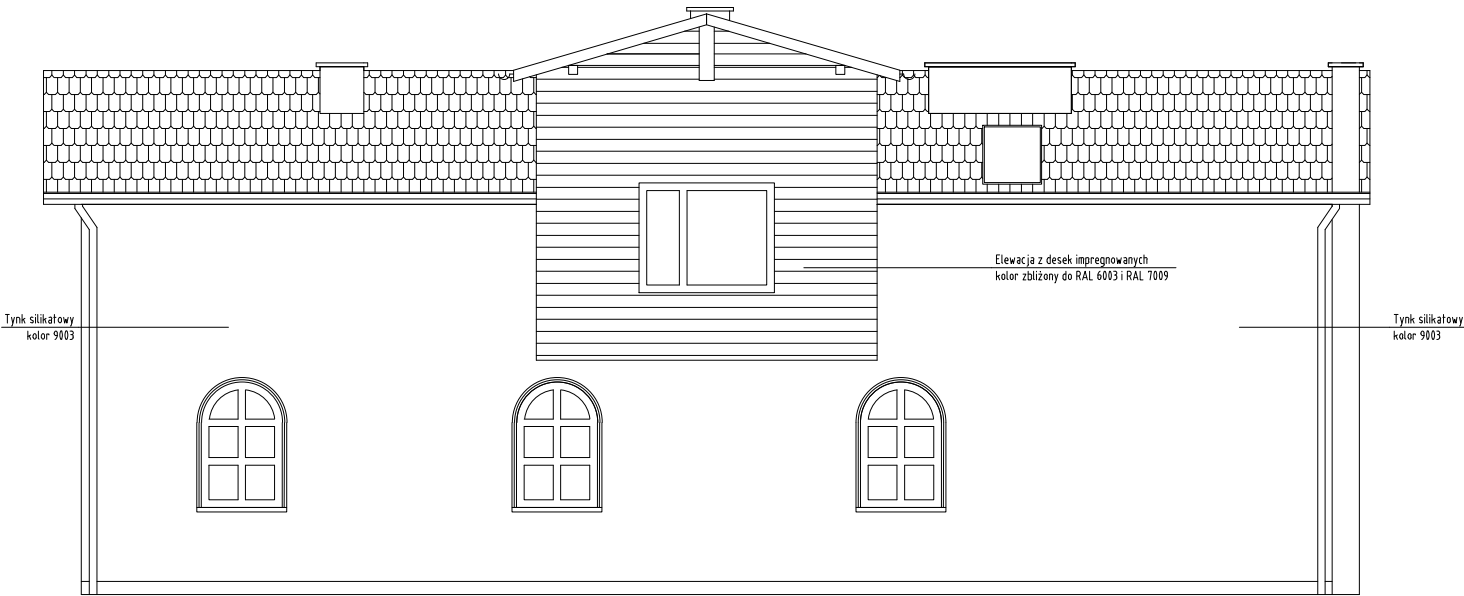 Elewacja z desek impregnowanych
kolor zbliżony do RAL 6003 i RAL 7009
Tynk silikatowy
kolor 9003
Tynk silikatowy
kolor 9003